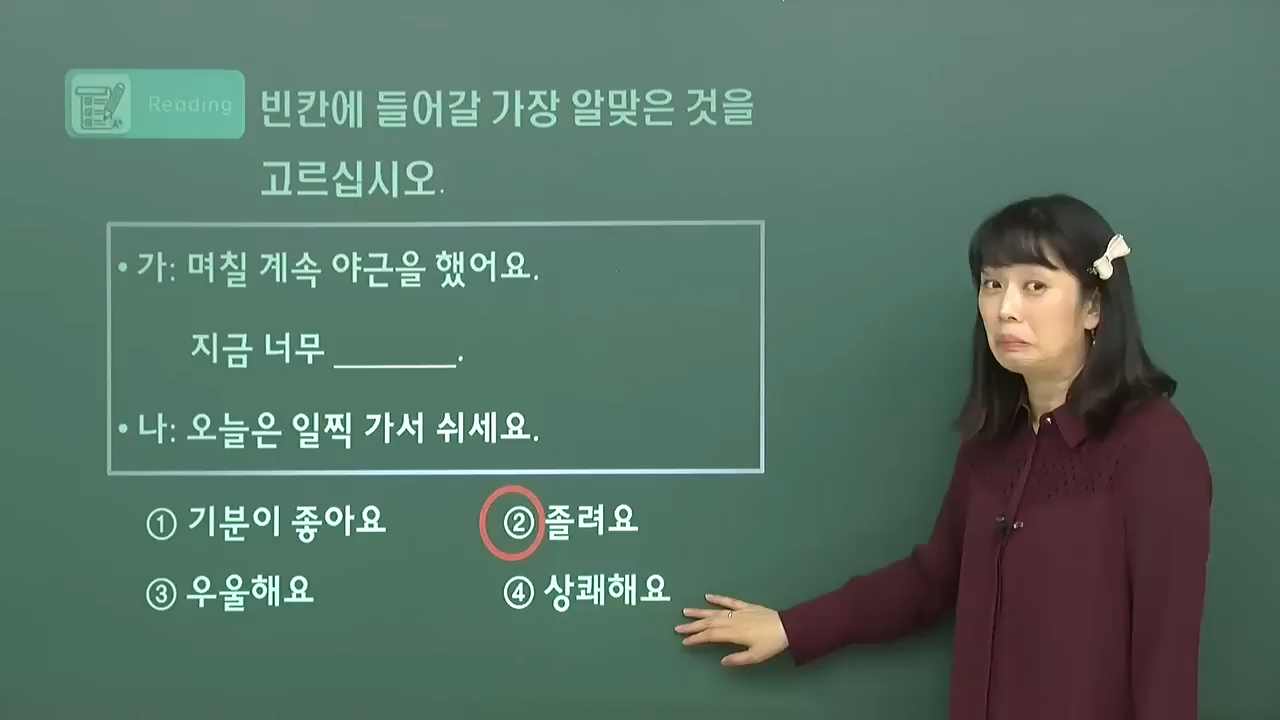 Reading
빈칸에 들어갈 가장 알맞은 것을
고르십시오.
• 가: 며칠 계속 야근을 했어요.
지금 너무 ________.
• 나: 오늘은 일찍 가서 쉬세요.
① 기분이 좋아요 ② 졸려요
③ 우울해요 ④ 상쾌해요